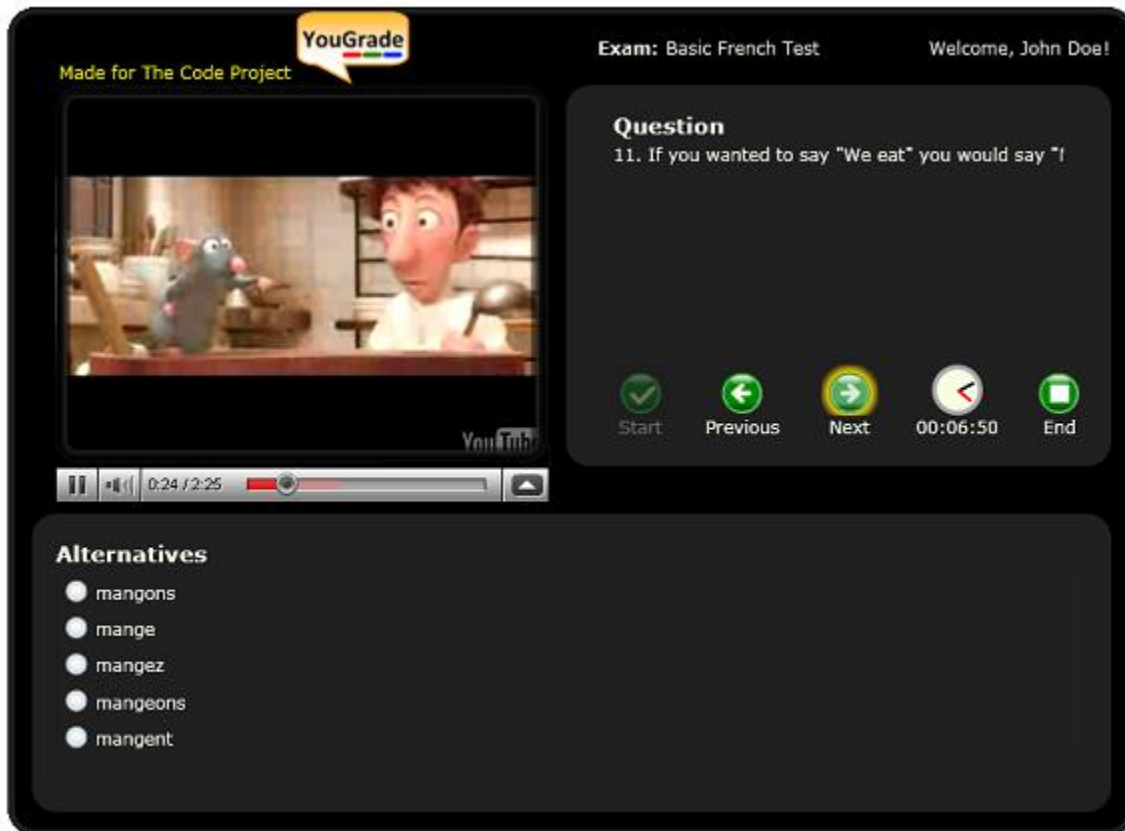 YouGrade
Made for The Code Project
Exam: Basic French Test
Welcome, John Doe!
Question
11. If you wanted to say "We eat" you would say "
Start
Previous
Next
00:06:50
End
YouTube
0:24 / 2:25
Alternatives
mangons
mange
mangez
mangeons
mangent